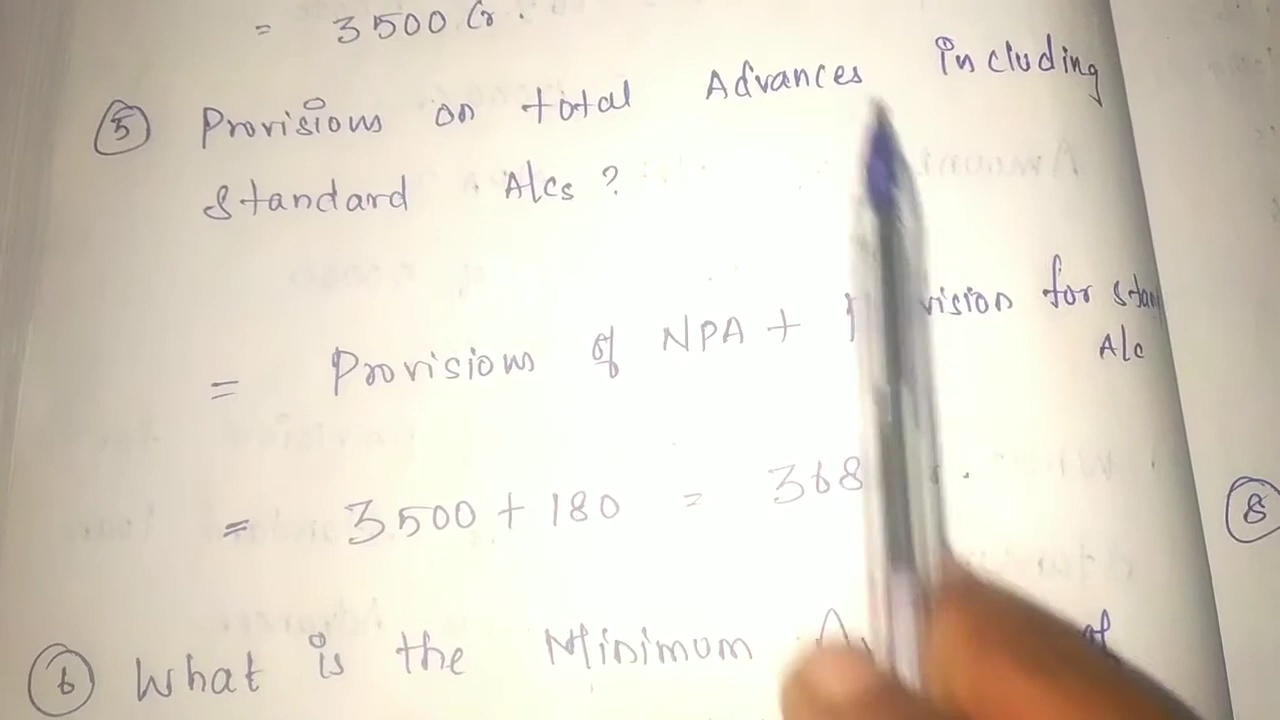 = 3500 Cr.
5 Provisions on total Advances including
Standard A/cs ?
= Provisions of NPA + vision for stan
A/c
= 3500 + 180 = 368
6 What is the Minimum of
8